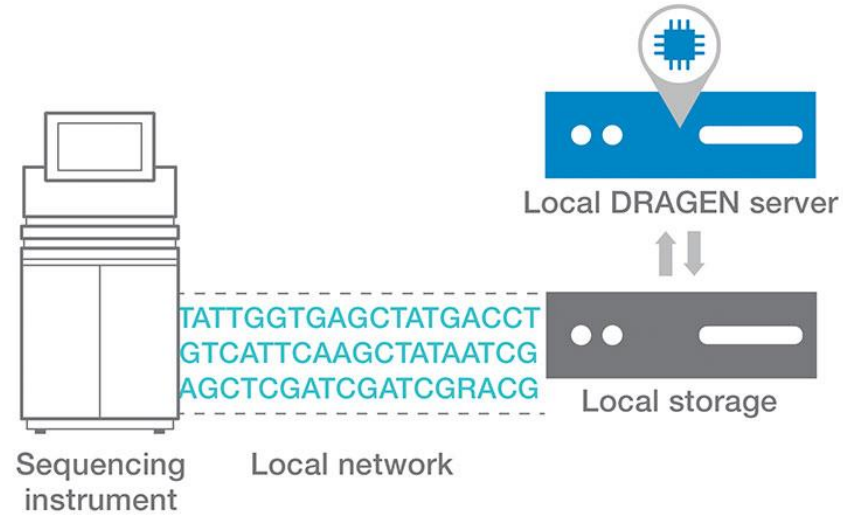 Local DRAGEN server
TATTGGTGAGCTATGACCT
GTCATTCAAGCTATAATCG
AGCTCGATCGATCGRACG
Local storage
Sequencing
instrument
Local network